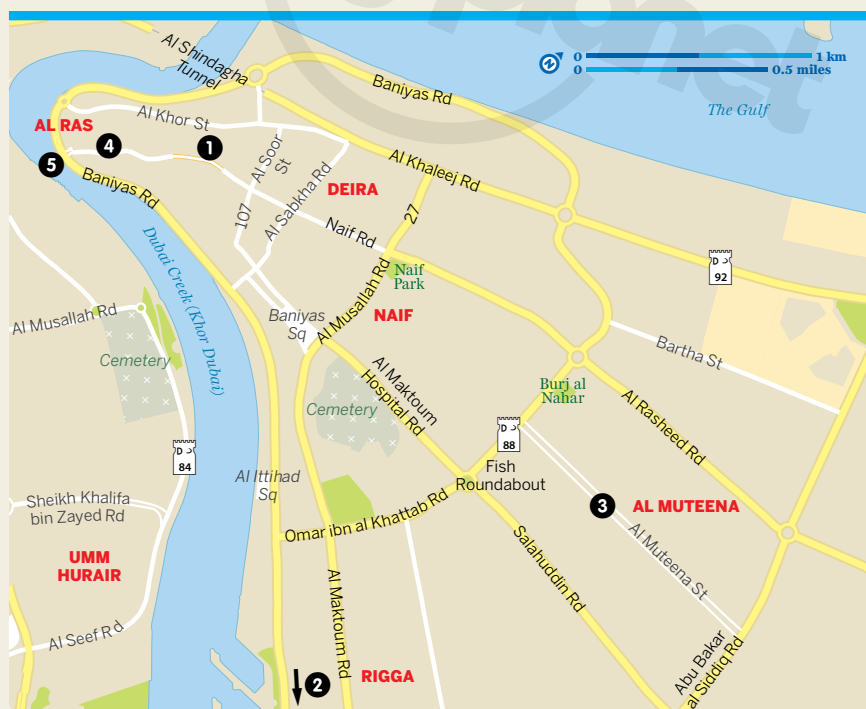 planet
Al Shindagha
Tunnel
Baniyas Rd
0 1 km
0 0.5 miles
The Gulf
AL RAS
Al Khor St
4
1
5
Al Soor
St
Al Khaleej Rd
Baniyas Rd
DEIRA
Al Sabkha Rd
107
27
Naif Rd
D
92
Dubai Creek (Khor Dubai)
Naif
Park
Al Musallah Rd
Al Musallah Rd
Baniyas
Sq
NAIF
Bartha St
Cemetery
Al Maktoum
Hospital Rd
Burj al
Nahar
Cemetery
Al Rasheed Rd
D
88
D
84
Al Ittihad
Sq
Fish
Roundabout
Sheikh Khalifa
bin Zayed Rd
3
AL MUTEENA
Omar ibn al Khattab Rd
Al Muteena St
UMM
HURAIR
Salahuddin Rd
Al Maktoum Rd
Al Seef Rd
Abu Bakar
al Siddiq Rd
2
RIGGA